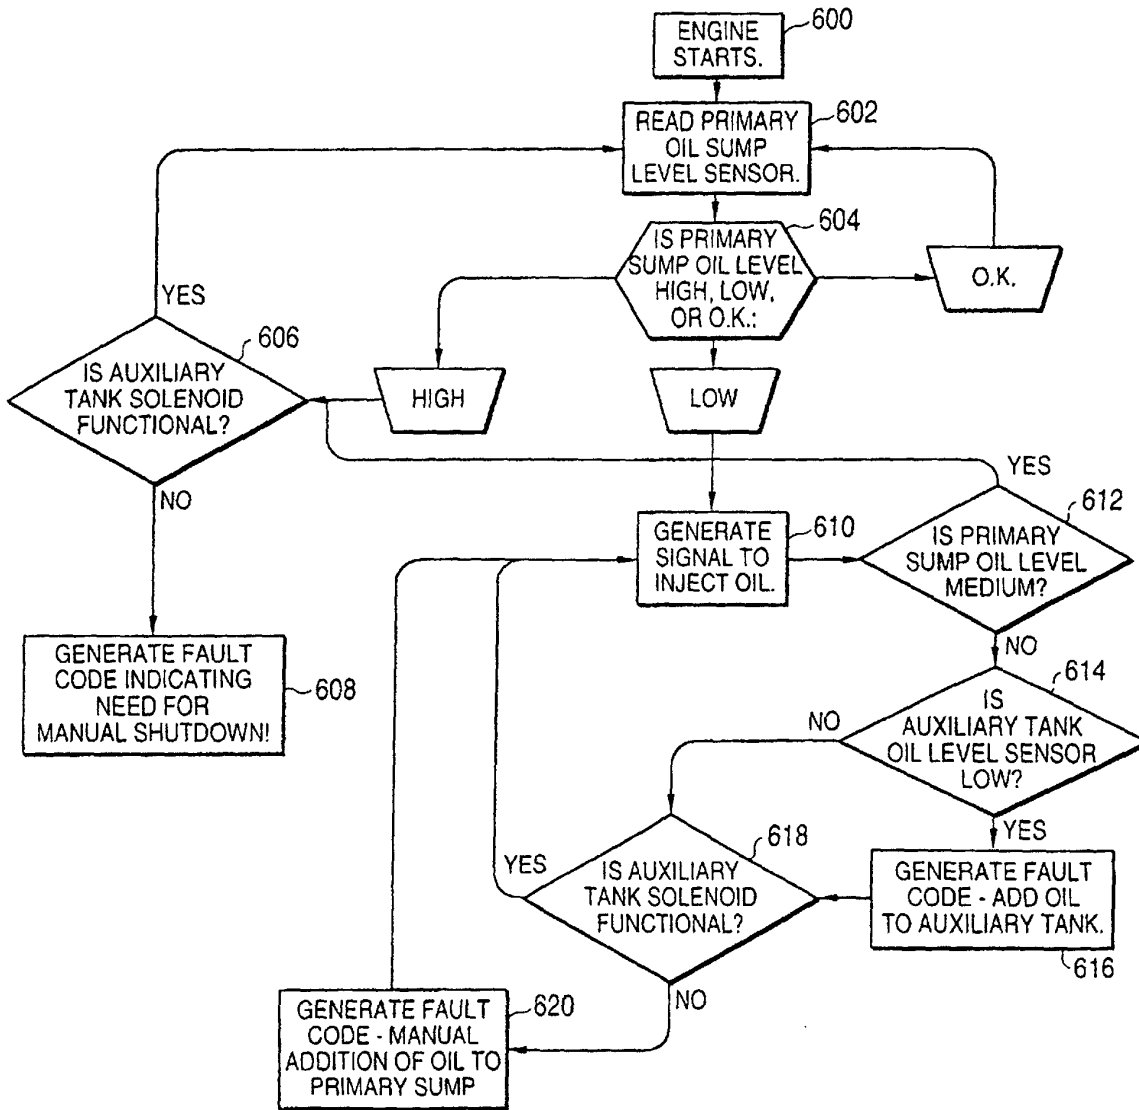 ENGINE
STARTS.
600
READ PRIMARY
OIL SUMP
LEVEL SENSOR.
602
IS PRIMARY
SUMP OIL LEVEL
HIGH, LOW,
OR O.K.:
604
O.K.
HIGH
LOW
YES
606
IS AUXILIARY
TANK SOLENOID
FUNCTIONAL?
NO
GENERATE FAULT
CODE INDICATING
NEED FOR
MANUAL SHUTDOWN!
608
GENERATE
SIGNAL TO
INJECT OIL.
610
YES
612
IS PRIMARY
SUMP OIL LEVEL
MEDIUM?
NO
614
IS
AUXILIARY TANK
OIL LEVEL SENSOR
LOW?
NO
YES
GENERATE FAULT
CODE - ADD OIL
TO AUXILIARY TANK.
616
618
YES
IS AUXILIARY
TANK SOLENOID
FUNCTIONAL?
NO
GENERATE FAULT
CODE - MANUAL
ADDITION OF OIL TO
PRIMARY SUMP
620